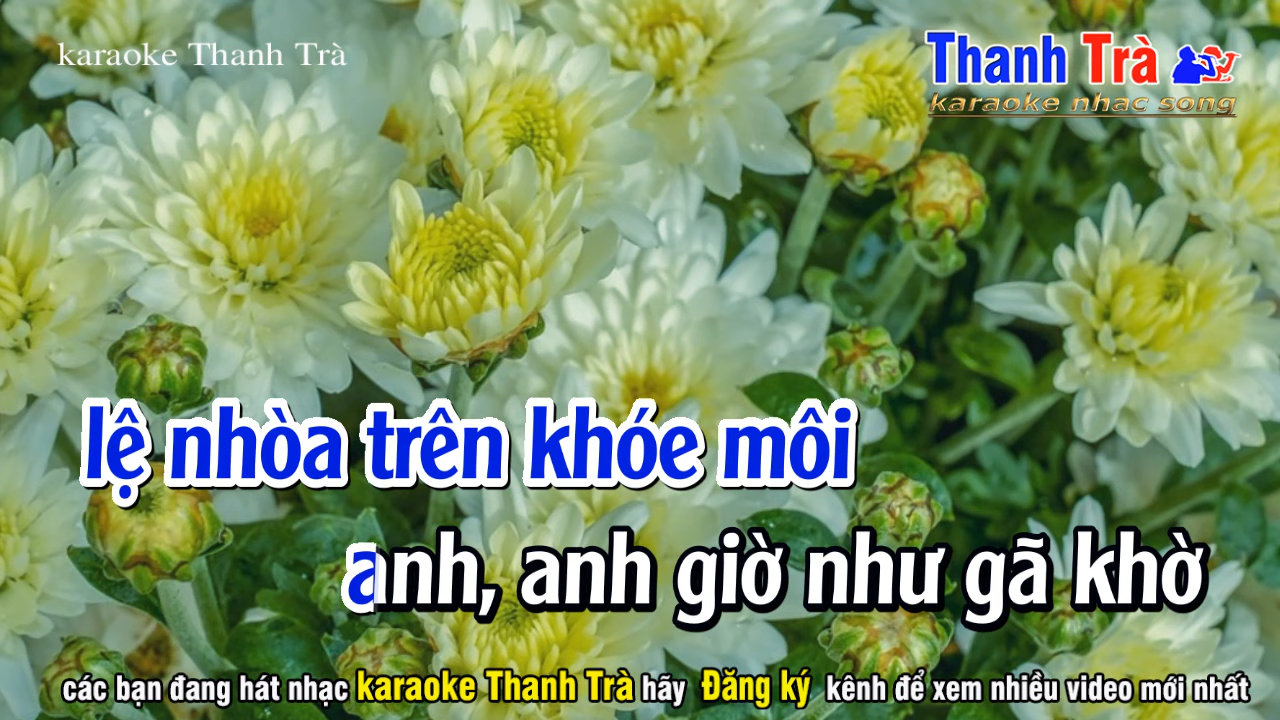 karaoke Thanh Trà
Thanh Trà
karaoke nhac song
lệ nhòa trên khóe môi
anh, anh giờ như gã khờ
các bạn đang hát nhạc karaoke Thanh Trà hãy Đăng ký kênh để xem nhiều video mới nhất